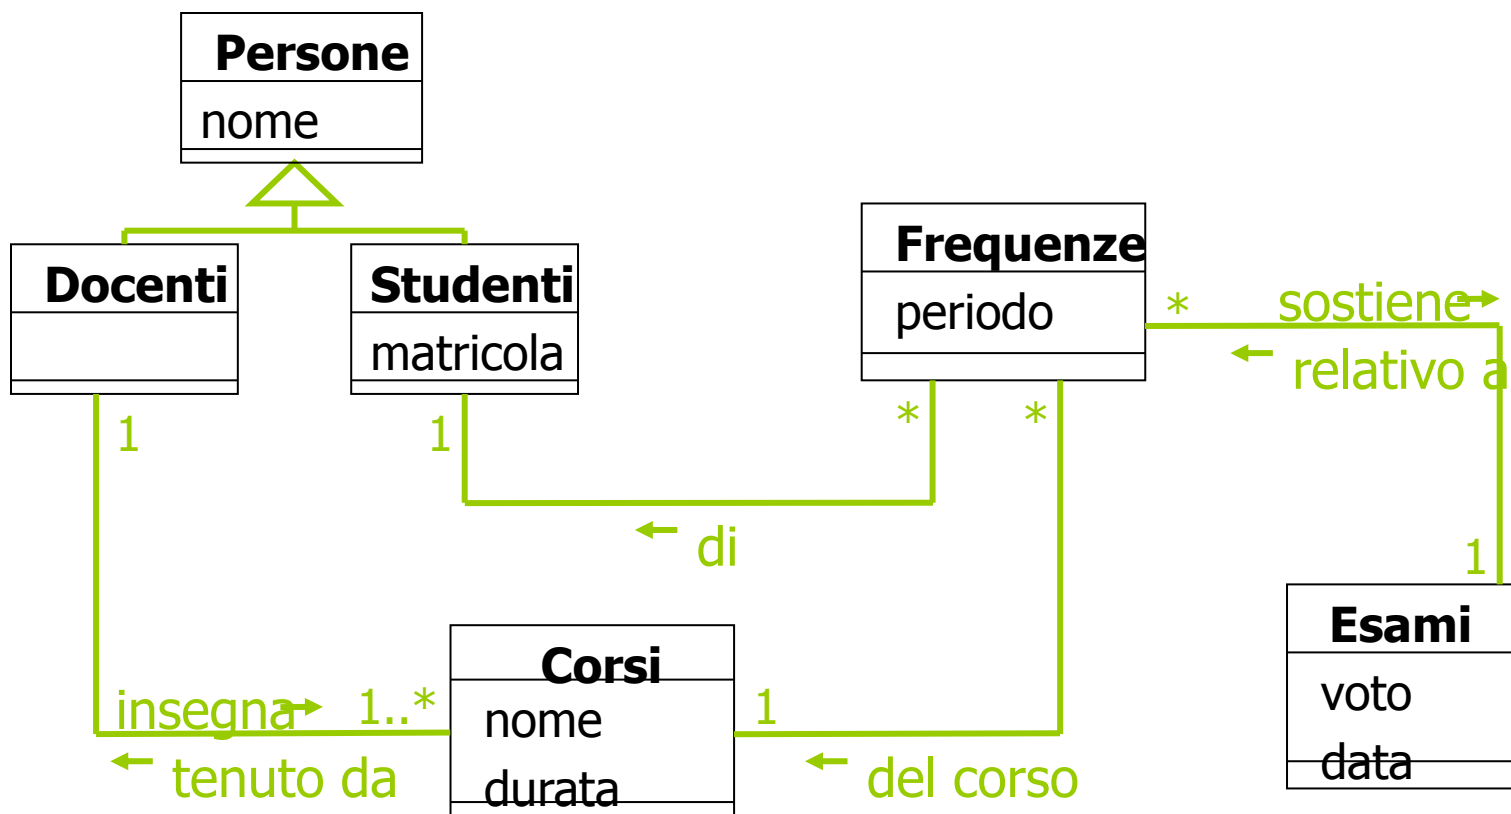 Persone
nome
Docenti
Studenti
matricola
Frequenze
periodo
* sostiene
relativo a
1
1
*
*
di
1
Esami
voto
data
Corsi
nome
durata
insegna 1..*
tenuto da
1
del corso